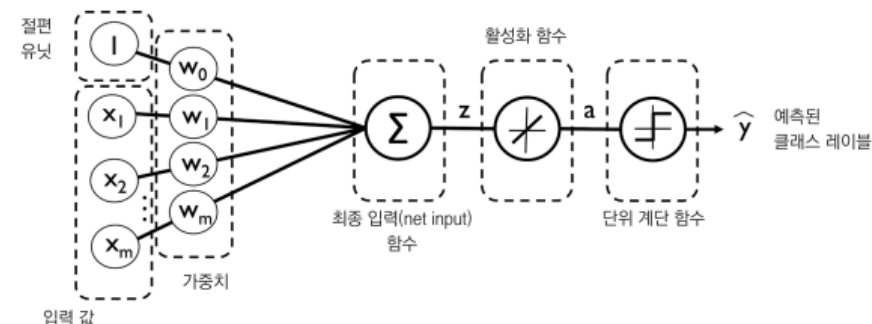 절편
유닛
1
w0
x1
w1
x2
w2
⋮
xm
wm
입력 값
가중치
Σ
최종 입력(net input)
함수
z
활성화 함수
a
단위 계단 함수
ŷ
예측된
클래스 레이블